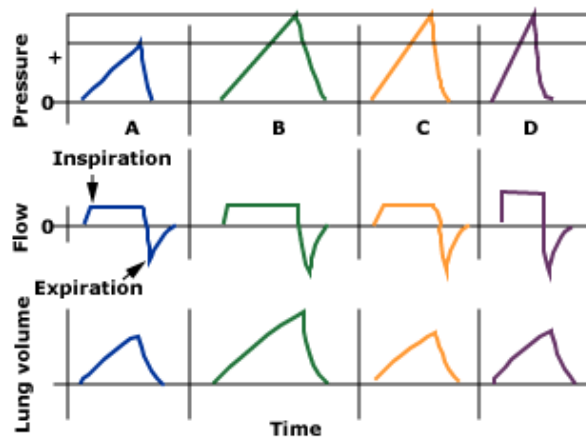 Pressure
+
0
A
B
C
D
Inspiration
Flow
0
Expiration
Lung volume
Time